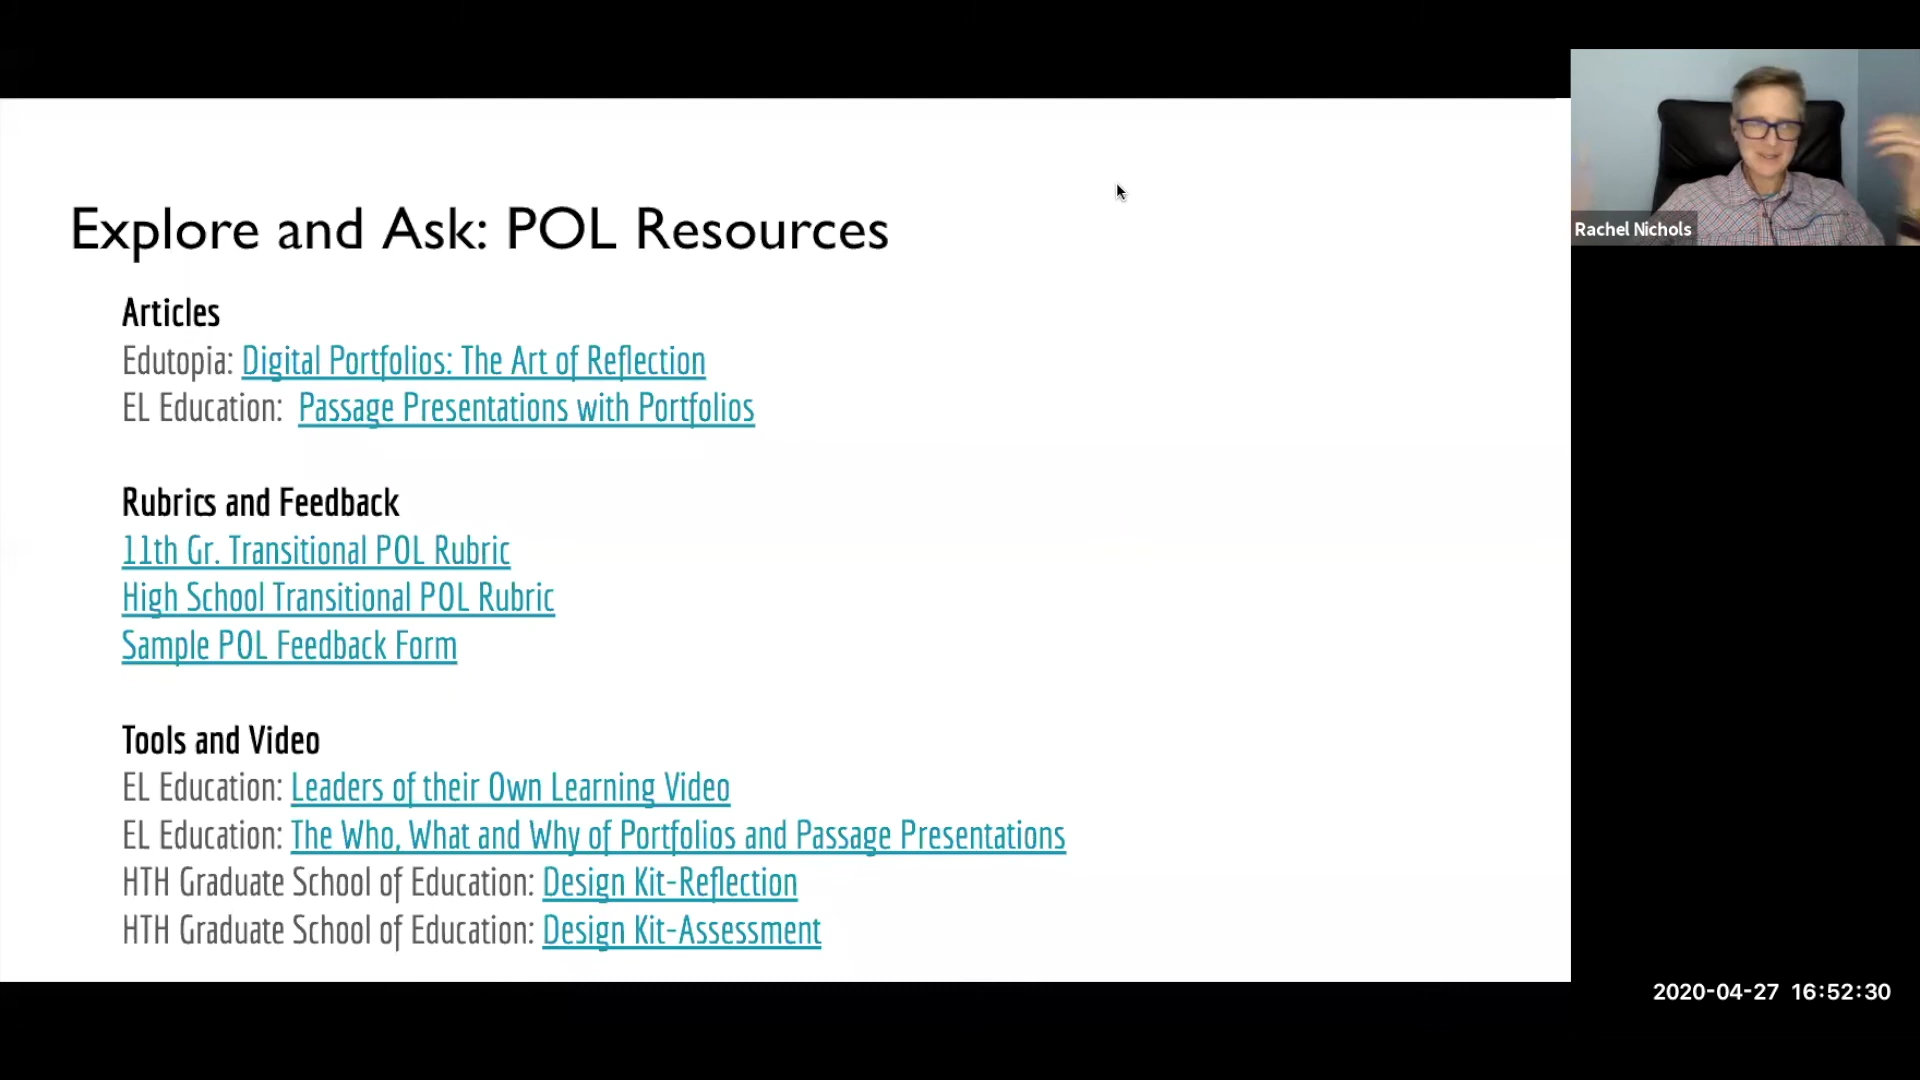 Explore and Ask: POL Resources
Articles
Edutopia: Digital Portfolios: The Art of Reflection
EL Education: Passage Presentations with Portfolios
Rubrics and Feedback
11th Gr. Transitional POL Rubric
High School Transitional POL Rubric
Sample POL Feedback Form
Tools and Video
EL Education: Leaders of their Own Learning Video
EL Education: The Who, What and Why of Portfolios and Passage Presentations
HTH Graduate School of Education: Design Kit-Reflection
HTH Graduate School of Education: Design Kit-Assessment
Rachel Nichols
2020-04-27 16:52:30